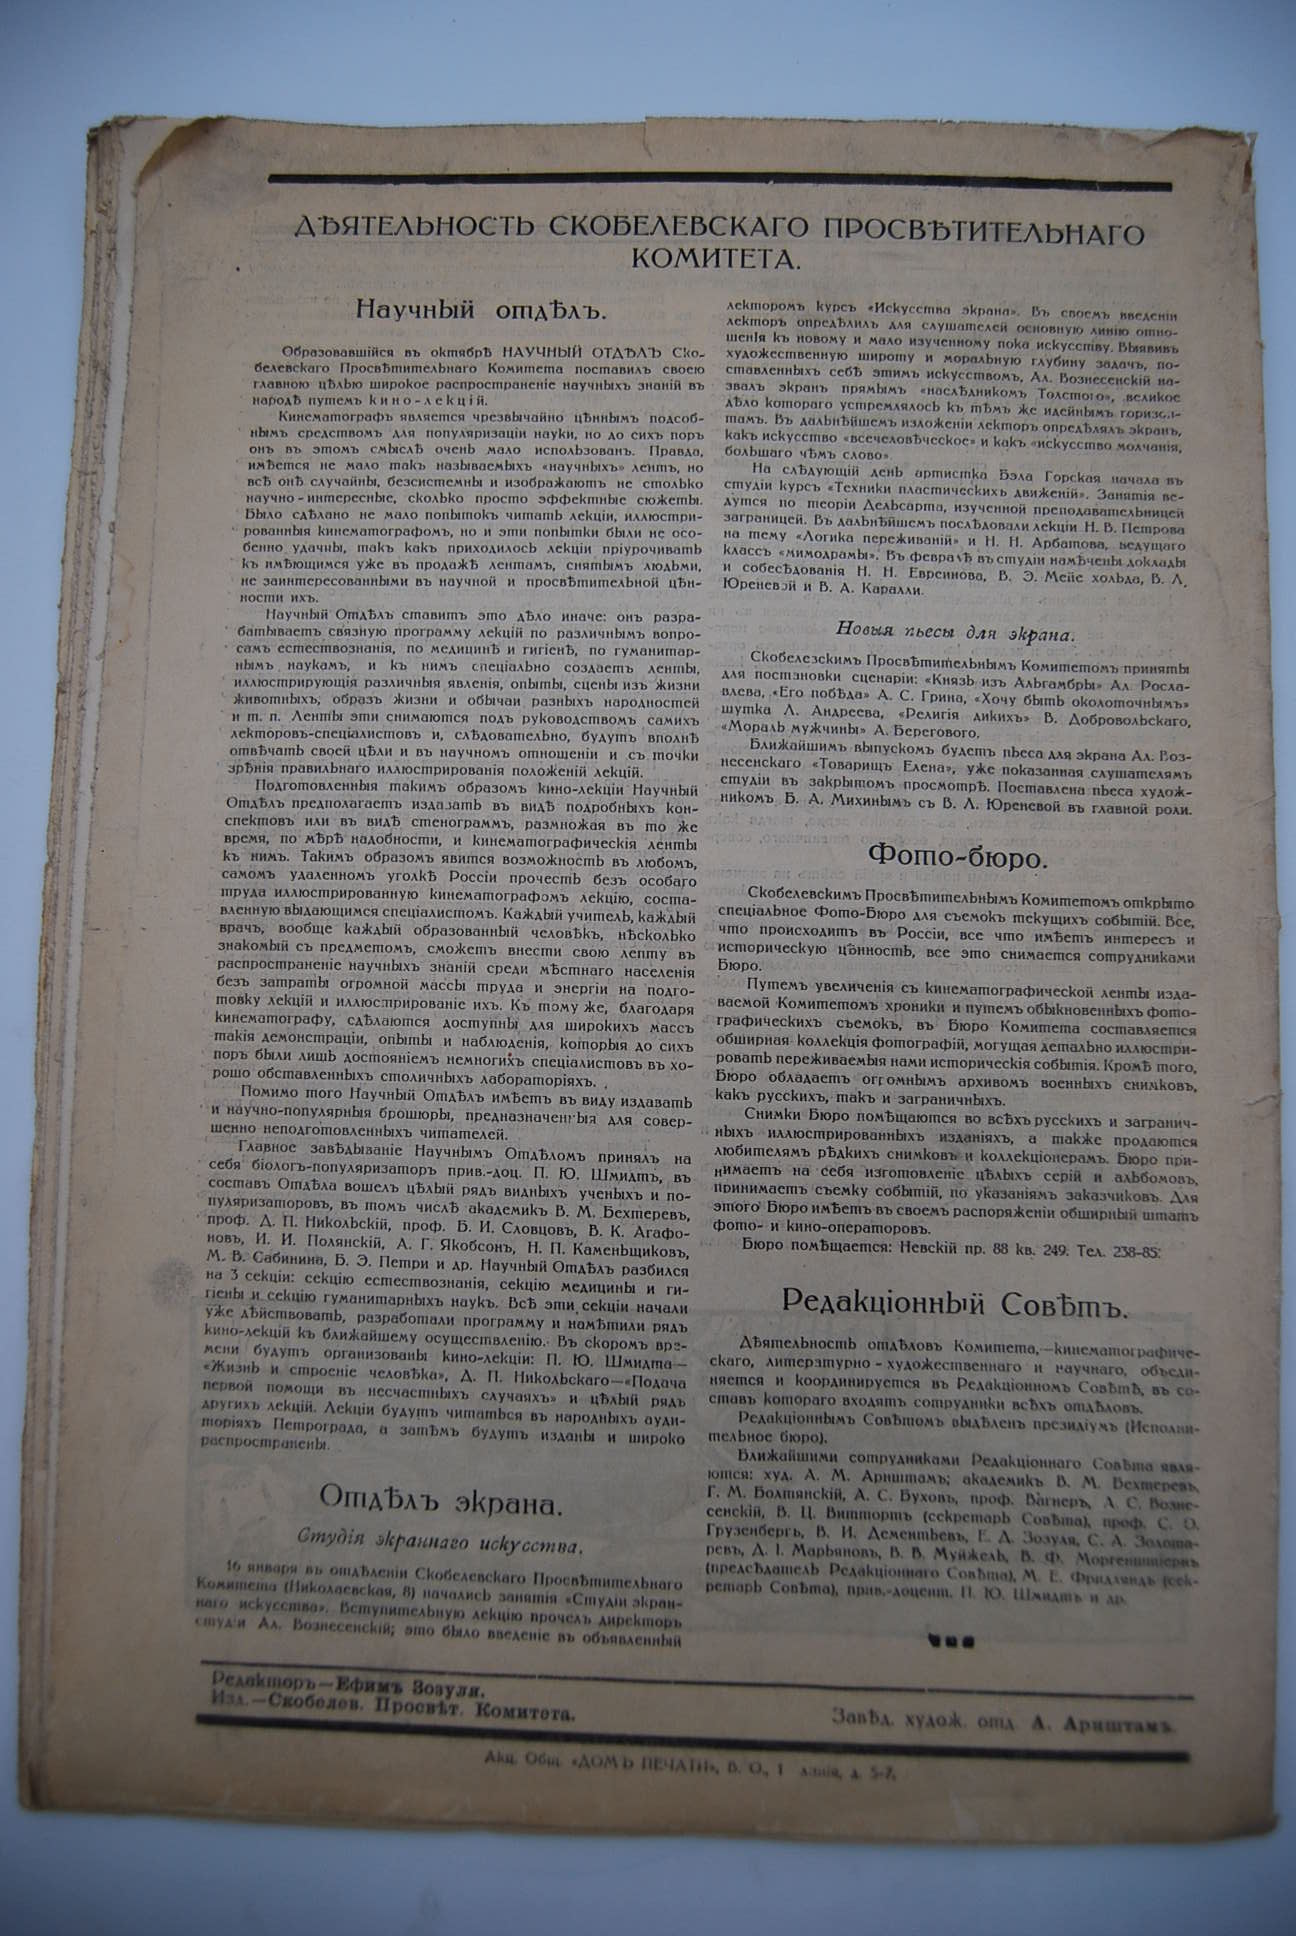 ДѢЯТЕЛЬНОСТЬ СКОБЕЛЕВСКАГО ПРОСВѢТИТЕЛЬНАГО
КОМИТЕТА.
Научный отдѣлъ.
Образовавшійся въ октябрѣ НАУЧНЫЙ ОТДѢЛЪ Ско-
белевскаго Просвѣтительнаго Комитета поставилъ своею
главною цѣлью широкое распространеніе научныхъ знаній въ
народѣ путемъ кино-лекцій.
Кинематографъ является чрезвычайно цѣннымъ подсоб-
нымъ средствомъ для популяризаціи науки, но до сихъ поръ
онъ въ этомъ смыслѣ очень мало использованъ. Правда,
имѣется не мало такъ называемыхъ «научныхъ» лентъ, но
всѣ онѣ случайны, безсистемны и изображаютъ не столько
научно-интересные, сколько просто эффектные сюжеты.
Было сдѣлано не мало попытокъ читать лекціи, иллюстри-
рованныя кинематографомъ, но и эти попытки были не осо-
бенно удачны, такъ какъ приходилось лекціи пріурочивать
къ имѣющимся уже въ продажѣ лентамъ, снятымъ людьми,
не заинтересованными въ научной и просвѣтительной цѣн-
ности ихъ.
Научный Отдѣлъ ставитъ это дѣло иначе: онъ разра-
батываетъ связную программу лекцій по различнымъ вопро-
самъ естествознанія, по медицинѣ и гигіенѣ, по гуманитар-
нымъ наукамъ, и къ нимъ спеціально создаетъ ленты,
иллюстрирующія различныя явленія, опыты, сцены изъ жизни
животныхъ, образъ жизни и обычаи разныхъ народностей
и т. п. Ленты эти снимаются подъ руководствомъ самихъ
лекторовъ-спеціалистовъ и, слѣдовательно, будутъ вполнѣ
отвѣчать своей цѣли и въ научномъ отношеніи и съ точки
зрѣнія правильнаго иллюстрированія положеній лекцій.
Подготовленныя такимъ образомъ кино-лекціи Научный
Отдѣлъ предполагаетъ издавать въ видѣ подробныхъ кон-
спектовъ или въ видѣ стенограммъ, размножая въ то же
время, по мѣрѣ надобности, и кинематографическія ленты
къ нимъ. Такимъ образомъ явится возможность въ любомъ,
самомъ удаленномъ уголкѣ Россіи прочесть безъ особаго
труда иллюстрированную кинематографомъ лекцію, соста-
вленную выдающимся спеціалистомъ. Каждый учитель, каждый
врачъ, вообще каждый образованный человѣкъ, нѣсколько
знакомый съ предметомъ, сможетъ внести свою лепту въ
распространеніе научныхъ знаній среди мѣстнаго населенія
безъ затраты огромной массы труда и энергіи на подго-
товку лекцій и иллюстрированіе ихъ. Къ тому же, благодаря
кинематографу, сдѣлаются доступны для широкихъ массъ
такія демонстраціи, опыты и наблюденія, которыя до сихъ
поръ были лишь достояніемъ немногихъ спеціалистовъ въ хо-
рошо обставленныхъ столичныхъ лабораторіяхъ.
Помимо того Научный Отдѣлъ имѣетъ въ виду издавать
и научно-популярныя брошюры, предназначенныя для совер-
шенно неподготовленныхъ читателей.
Главное завѣдываніе Научнымъ Отдѣломъ принялъ на
себя біологъ-популяризаторъ прив.-доц. П. Ю. Шмидтъ, въ
составъ Отдѣла вошелъ цѣлый рядъ видныхъ ученыхъ и по-
пуляризаторовъ, въ томъ числѣ академикъ В. М. Бехтеревъ,
проф. Д. П. Никольскій, проф. Б. И. Словцовъ, В. К. Агафо-
новъ, И. И. Полянскій, А. Г. Якобсонъ, Н. П. Каменьщиковъ,
М. В. Сабинина, Б. Э. Петри и др. Научный Отдѣлъ разбился
на 3 секціи: секцію естествознанія, секцію медицины и ги-
гіены и секцію гуманитарныхъ наукъ. Всѣ эти секціи начали
уже дѣйствовать, разработали программу и намѣтили рядъ
кино-лекцій къ ближайшему осуществленію. Въ скоромъ вре-
мени будутъ организованы кино-лекціи: П. Ю. Шмидта—
«Жизнь и строеніе человѣка», Д. П. Никольскаго—«Подача
первой помощи въ несчастныхъ случаяхъ» и цѣлый рядъ
другихъ лекцій. Лекціи будутъ читаться въ народныхъ ауди-
торіяхъ Петрограда, а затѣмъ будутъ изданы и широко
распространены.
Отдѣлъ экрана.
Студія экраннаго искусства.
16 января въ отдѣленіи Скобелевскаго Просвѣтительнаго
Комитета (Николаевская, 8) начались занятія «Студіи экран-
наго искусства». Вступительную лекцію прочелъ директоръ
студіи Ал. Вознесенскій; это было введеніе въ объявленный
лекторомъ курсъ «Искусства экрана». Въ своемъ введеніи
лекторъ опредѣлилъ для слушателей основную линію отно-
шенія къ новому и мало изученному пока искусству. Выявивъ
художественную широту и моральную глубину задачъ, по-
ставленныхъ себѣ этимъ искусствомъ, Ал. Вознесенскій на-
звалъ экранъ прямымъ «наслѣдникомъ Толстого», великое
дѣло котораго устремлялось къ тѣмъ же идейнымъ горизон-
тамъ. Въ дальнѣйшемъ изложеніи лекторъ опредѣлялъ экранъ,
какъ искусство «всечеловѣческое» и какъ «искусство молчанія,
большаго чѣмъ слово».
На слѣдующій день артистка Бэла Горская начала въ
студіи курсъ «Техники пластическихъ движеній». Занятія ве-
дутся по теоріи Дельсарта, изученной преподавательницей
заграницей. Въ дальнѣйшемъ послѣдовали лекціи Н. В. Петрова
на тему «Логика переживаній» и Н. Н. Арбатова, ведущаго
классъ «мимодрамы». Въ февралѣ въ студіи намѣчены доклады
и собесѣдованія Н. Н. Евреинова, В. Э. Мейерхольда, В. Л.
Юреневой и В. А. Каралли.
Новыя пьесы для экрана.
Скобелевскимъ Просвѣтительнымъ Комитетомъ приняты
для постановки сценаріи: «Князь изъ Альгамбры» Ал. Росла-
влева, «Его побѣда» А. С. Грина, «Хочу быть околоточнымъ»
шутка Л. Андреева, «Религія дикихъ» В. Добровольскаго,
«Мораль мужчины» А. Берегового.
Ближайшимъ выпускомъ будетъ пьеса для экрана Ал. Воз-
несенскаго «Товарищъ Елена», уже показанная слушателямъ
студіи въ закрытомъ просмотрѣ. Поставлена пьеса худож-
никомъ Б. А. Михинымъ съ В. Л. Юреневой въ главной роли.
Фото-бюро.
Скобелевскимъ Просвѣтительнымъ Комитетомъ открыто
спеціальное Фото-Бюро для съемокъ текущихъ событій. Все,
что происходитъ въ Россіи, все что имѣетъ интересъ и
историческую цѣнность, все это снимается сотрудниками
Бюро.
Путемъ увеличенія съ кинематографической ленты изда-
ваемой Комитетомъ хроники и путемъ обыкновенныхъ фото-
графическихъ съемокъ, въ Бюро Комитета составляется
обширная коллекція фотографій, могущая детально иллюстри-
ровать переживаемыя нами историческія событія. Кромѣ того,
Бюро обладаетъ огромнымъ архивомъ военныхъ снимковъ,
какъ русскихъ, такъ и заграничныхъ.
Снимки Бюро помѣщаются во всѣхъ русскихъ и загранич-
ныхъ иллюстрированныхъ изданіяхъ, а также продаются
любителямъ рѣдкихъ снимковъ и коллекціонерамъ. Бюро при-
нимаетъ на себя изготовленіе цѣлыхъ серій и альбомовъ,
принимаетъ съемку событій, по указаніямъ заказчиковъ. Для
этого Бюро имѣетъ въ своемъ распоряженіи обширный штатъ
фото- и кино-операторовъ.
Бюро помѣщается: Невскій пр. 88 кв. 249. Тел. 238-85.
Редакціонный Совѣтъ.
Дѣятельность отдѣловъ Комитета,—кинематографиче-
скаго, литературно-художественнаго и научнаго, объеди-
няется и координируется въ Редакціонномъ Совѣтѣ, въ со-
ставъ котораго входятъ сотрудники всѣхъ отдѣловъ.
Редакціоннымъ Совѣтомъ выдѣленъ президіумъ (Исполни-
тельное бюро).
Ближайшими сотрудниками Редакціоннаго Совѣта явля-
ются: худ. А. М. Арнштамъ; академикъ В. М. Бехтеревъ,
Г. М. Болтянскій, А. С. Буховъ, проф. Вагнеръ, А. С. Возне-
сенскій, В. Ц. Виттортъ (секретарь Совѣта), проф. С. О.
Грузенбергъ, В. И. Дементьевъ, Е. Д. Зозуля, С. А. Золота-
ревъ, Д. І. Марьяновъ, В. В. Муйжель, В. Ф. Моргенштіернъ
(предсѣдатель Редакціоннаго Совѣта), М. Е. Фридляндъ (сек-
ретарь Совѣта), прив.-доцент. П. Ю. Шмидтъ и др.
Редакторъ—Ефимъ Зозуля.
Изд.—Скобелев. Просвѣт. Комитета.
Завѣд. худож. отд. А. Арнштамъ.
Акц. Общ. «ДОМЪ ПЕЧАТИ», В. О., 1 линія, д. 5-7.